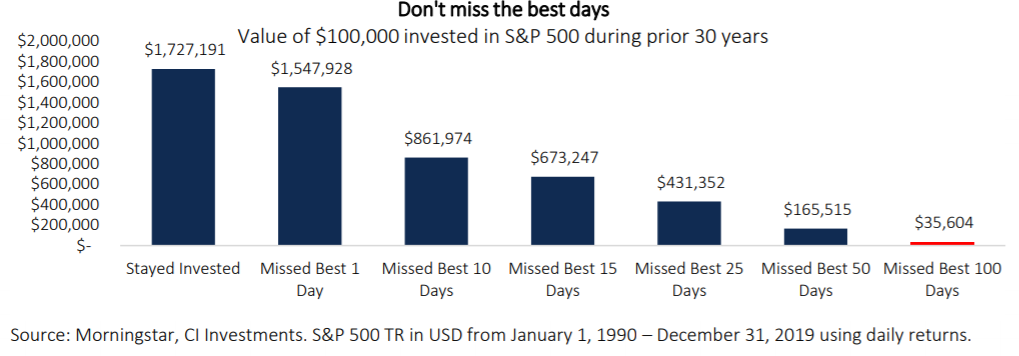 Don't miss the best days
Value of $100,000 invested in S&P 500 during prior 30 years
$2,000,000
$1,800,000
$1,600,000
$1,400,000
$1,200,000
$1,000,000
$800,000
$600,000
$400,000
$200,000
$-
$1,727,191
$1,547,928
$861,974
$673,247
$431,352
$165,515
$35,604
Stayed Invested
Missed Best 1
Day
Missed Best 10
Days
Missed Best 15
Days
Missed Best 25
Days
Missed Best 50
Days
Missed Best 100
Days
Source: Morningstar, CI Investments. S&P 500 TR in USD from January 1, 1990 – December 31, 2019 using daily returns.